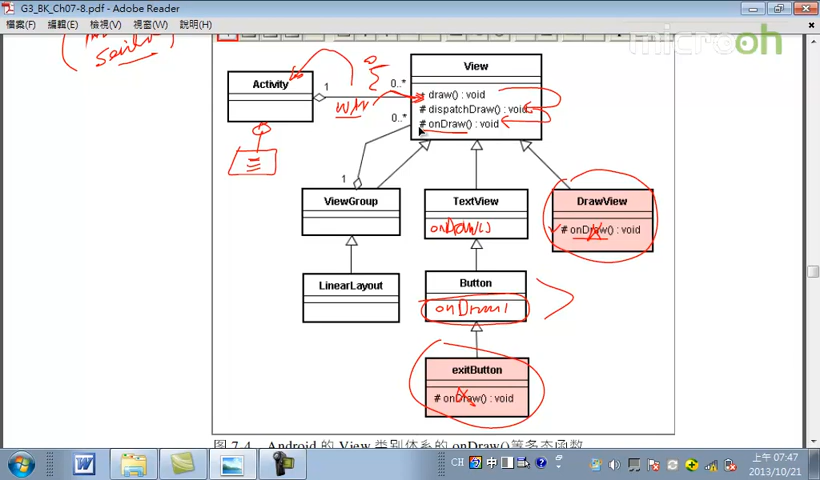 G3_BK_Ch07-8.pdf - Adobe Reader
檔案(F) 編輯(E) 檢視(V) 視窗(W) 說明(H)
microoh
Activity
1
0..*
View
+ draw() : void
# dispatchDraw() : void
# onDraw() : void
0..*
1
ViewGroup
TextView
onDraw()
DrawView
# onDraw() : void
LinearLayout
Button
onDraw(
exitButton
# onDraw() : void
图 7-4 Android 的 View 类别体系的 onDraw()等多态函数
CH 中
上午 07:47
2013/10/21